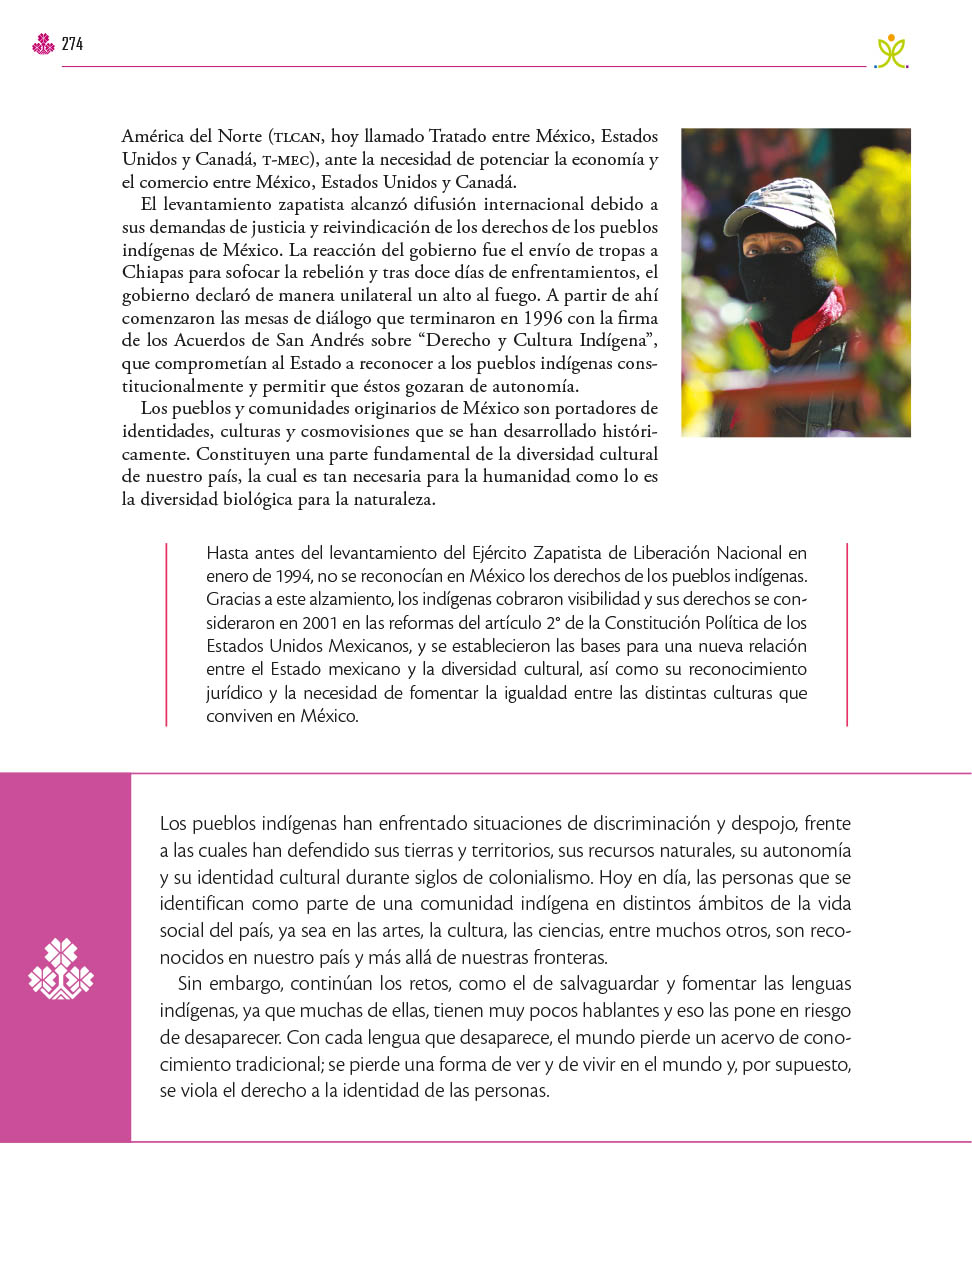 274
América del Norte (TLCAN, hoy llamado Tratado entre México, Estados
Unidos y Canadá, T-MEC), ante la necesidad de potenciar la economía y
el comercio entre México, Estados Unidos y Canadá.
El levantamiento zapatista alcanzó difusión internacional debido a
sus demandas de justicia y reivindicación de los derechos de los pueblos
indígenas de México. La reacción del gobierno fue el envío de tropas a
Chiapas para sofocar la rebelión y tras doce días de enfrentamientos, el
gobierno declaró de manera unilateral un alto al fuego. A partir de ahí
comenzaron las mesas de diálogo que terminaron en 1996 con la firma
de los Acuerdos de San Andrés sobre “Derecho y Cultura Indígena”,
que comprometían al Estado a reconocer a los pueblos indígenas cons-
titucionalmente y permitir que éstos gozaran de autonomía.
Los pueblos y comunidades originarios de México son portadores de
identidades, culturas y cosmovisiones que se han desarrollado históri-
camente. Constituyen una parte fundamental de la diversidad cultural
de nuestro país, la cual es tan necesaria para la humanidad como lo es
la diversidad biológica para la naturaleza.
Hasta antes del levantamiento del Ejército Zapatista de Liberación Nacional en
enero de 1994, no se reconocían en México los derechos de los pueblos indígenas.
Gracias a este alzamiento, los indígenas cobraron visibilidad y sus derechos se con-
sideraron en 2001 en las reformas del artículo 2° de la Constitución Política de los
Estados Unidos Mexicanos, y se establecieron las bases para una nueva relación
entre el Estado mexicano y la diversidad cultural, así como su reconocimiento
jurídico y la necesidad de fomentar la igualdad entre las distintas culturas que
conviven en México.
Los pueblos indígenas han enfrentado situaciones de discriminación y despojo, frente
a las cuales han defendido sus tierras y territorios, sus recursos naturales, su autonomía
y su identidad cultural durante siglos de colonialismo. Hoy en día, las personas que se
identifican como parte de una comunidad indígena en distintos ámbitos de la vida
social del país, ya sea en las artes, la cultura, las ciencias, entre muchos otros, son reco-
nocidos en nuestro país y más allá de nuestras fronteras.
Sin embargo, continúan los retos, como el de salvaguardar y fomentar las lenguas
indígenas, ya que muchas de ellas, tienen muy pocos hablantes y eso las pone en riesgo
de desaparecer. Con cada lengua que desaparece, el mundo pierde un acervo de cono-
cimiento tradicional; se pierde una forma de ver y de vivir en el mundo y, por supuesto,
se viola el derecho a la identidad de las personas.